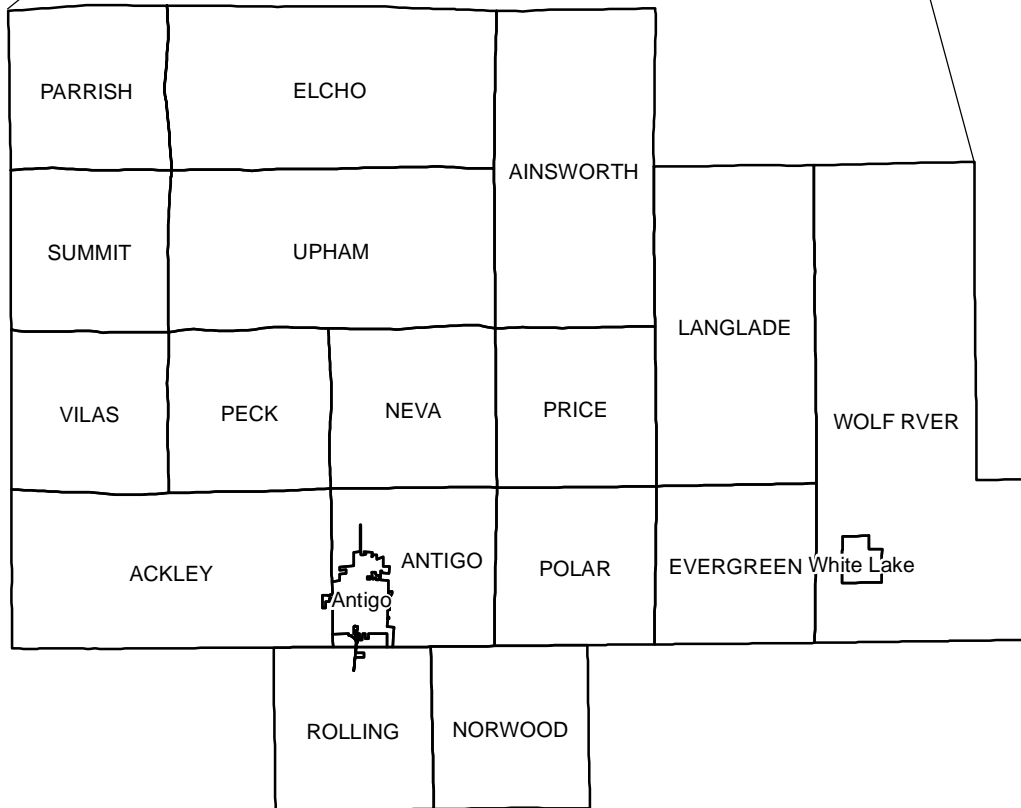 PARRISH
ELCHO
AINSWORTH
SUMMIT
UPHAM
LANGLADE
VILAS
PECK
NEVA
PRICE
WOLF RVER
ACKLEY
ANTIGO
POLAR
EVERGREEN
White Lake
Antigo
ROLLING
NORWOOD